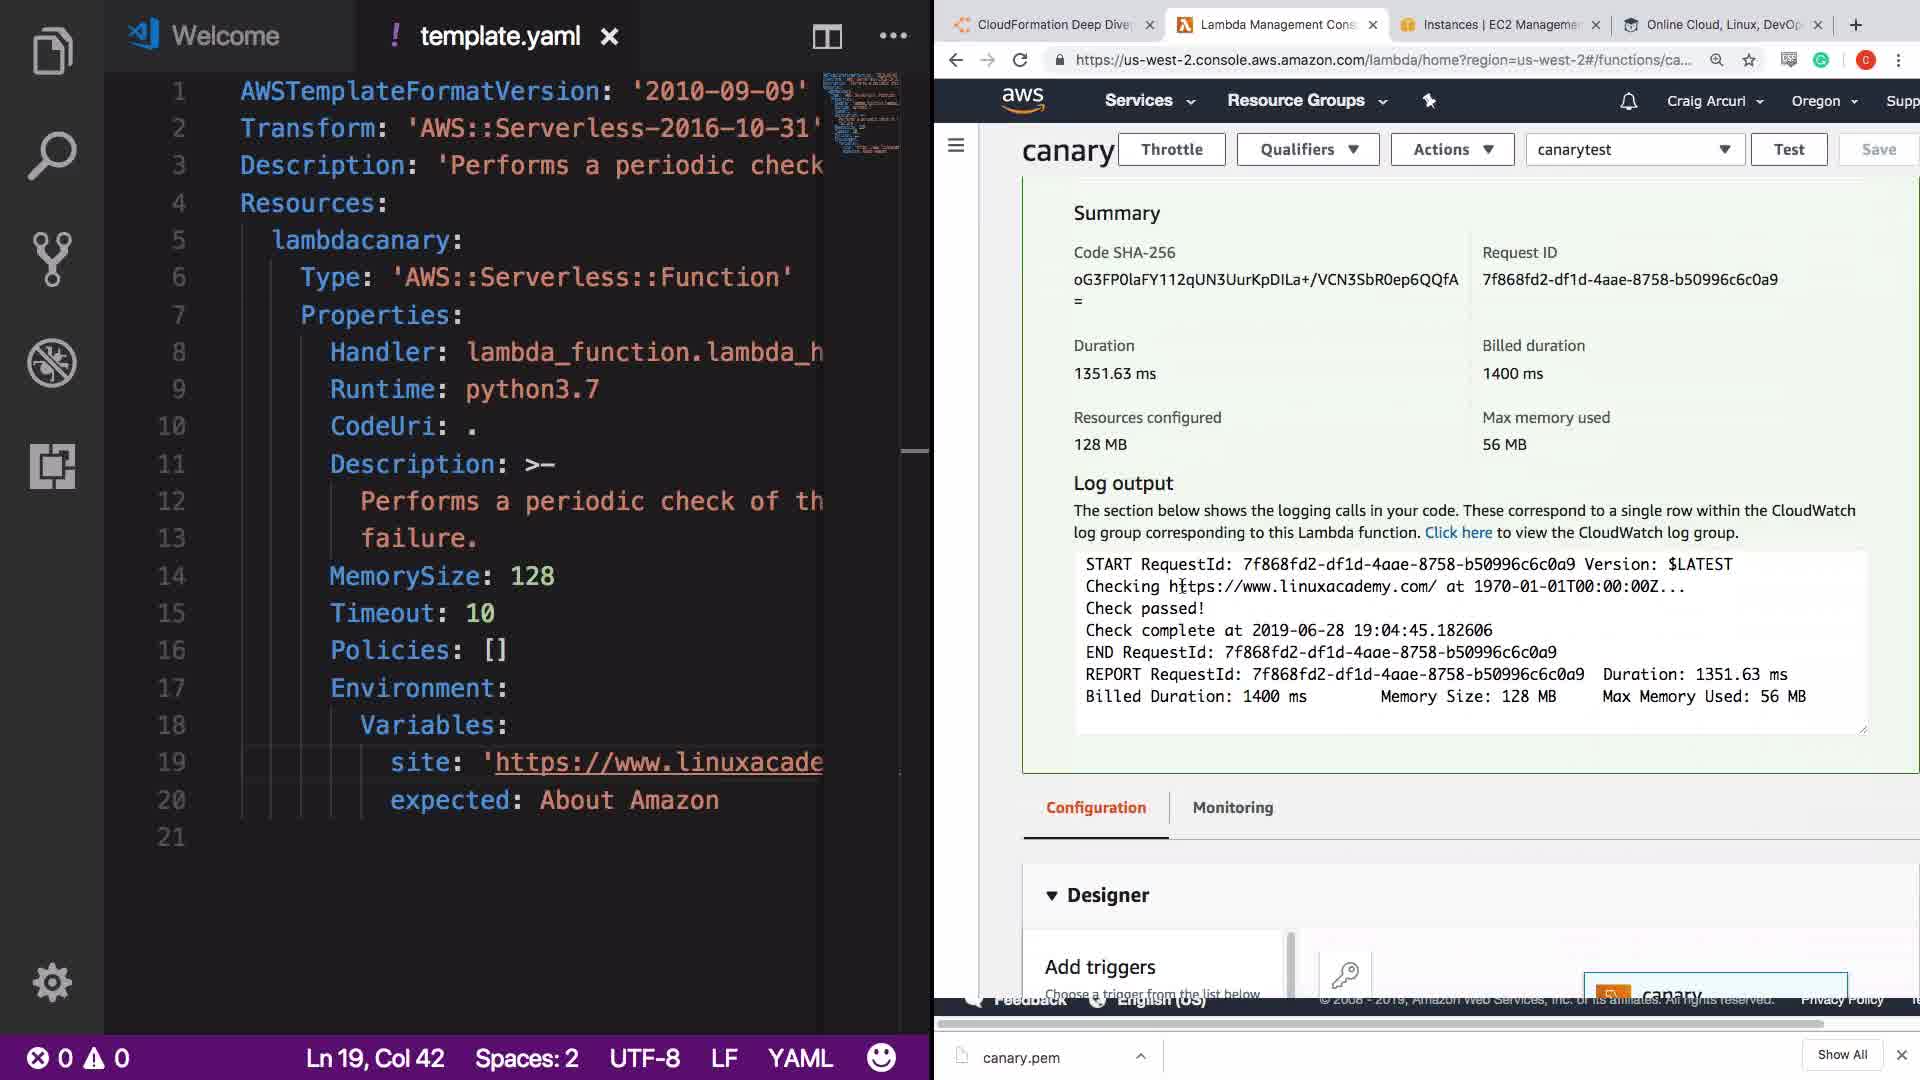 Welcome
! template.yaml
1 AWSTemplateFormatVersion: '2010-09-09'
2 Transform: 'AWS::Serverless-2016-10-31'
3 Description: 'Performs a periodic check
4 Resources:
5 lambdacanary:
6 Type: 'AWS::Serverless::Function'
7 Properties:
8 Handler: lambda_function.lambda_h
9 Runtime: python3.7
10 CodeUri: .
11 Description: >-
12 Performs a periodic check of th
13 failure.
14 MemorySize: 128
15 Timeout: 10
16 Policies: []
17 Environment:
18 Variables:
19 site: 'https://www.linuxacade
20 expected: About Amazon
21
0 0 Ln 19, Col 42 Spaces: 2 UTF-8 LF YAML
CloudFormation Deep Dive
Lambda Management Cons
Instances | EC2 Managemen
Online Cloud, Linux, DevOp
https://us-west-2.console.aws.amazon.com/lambda/home?region=us-west-2#/functions/ca...
C
aws Services Resource Groups Craig Arcuri Oregon Supp
canary Throttle Qualifiers Actions canarytest Test Save
Summary
Code SHA-256
oG3FP0laFY112qUN3UurKpDILa+/VCN3SbR0ep6QQfA
=
Request ID
7f868fd2-df1d-4aae-8758-b50996c6c0a9
Duration
1351.63 ms
Billed duration
1400 ms
Resources configured
128 MB
Max memory used
56 MB
Log output
The section below shows the logging calls in your code. These correspond to a single row within the CloudWatch
log group corresponding to this Lambda function. Click here to view the CloudWatch log group.
START RequestId: 7f868fd2-df1d-4aae-8758-b50996c6c0a9 Version: $LATEST
Checking https://www.linuxacademy.com/ at 1970-01-01T00:00:00Z...
Check passed!
Check complete at 2019-06-28 19:04:45.182606
END RequestId: 7f868fd2-df1d-4aae-8758-b50996c6c0a9
REPORT RequestId: 7f868fd2-df1d-4aae-8758-b50996c6c0a9 Duration: 1351.63 ms
Billed Duration: 1400 ms Memory Size: 128 MB Max Memory Used: 56 MB
Configuration Monitoring
Designer
Add triggers
Choose a trigger from the list below
canary
Feedback English (US) © 2008 - 2019, Amazon Web Services, Inc. or its affiliates. All rights reserved. Privacy Policy
canary.pem
Show All